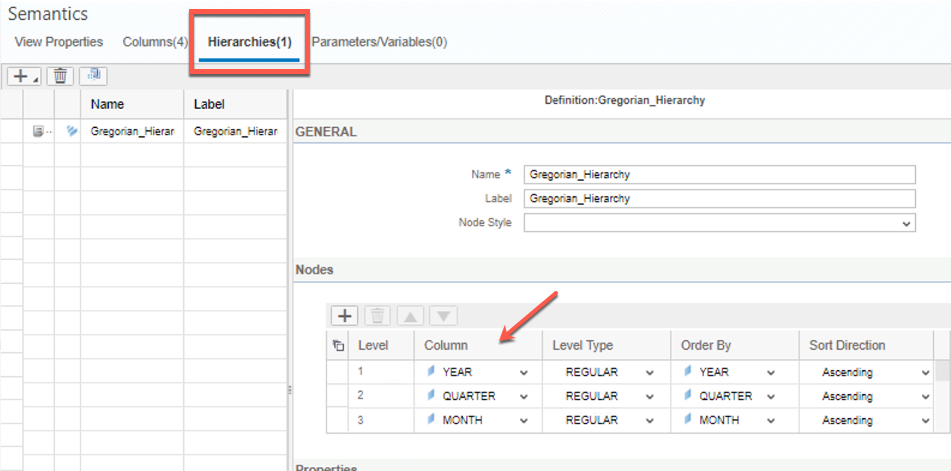 Semantics
View Properties Columns(4) Hierarchies(1) Parameters/Variables(0)
Name Label
Gregorian_Hierar Gregorian_Hierar
Definition:Gregorian_Hierarchy
GENERAL
Name * Gregorian_Hierarchy
Label Gregorian_Hierarchy
Node Style
Nodes
Level Column Level Type Order By Sort Direction
1 YEAR REGULAR YEAR Ascending
2 QUARTER REGULAR QUARTER Ascending
3 MONTH REGULAR MONTH Ascending
Properties